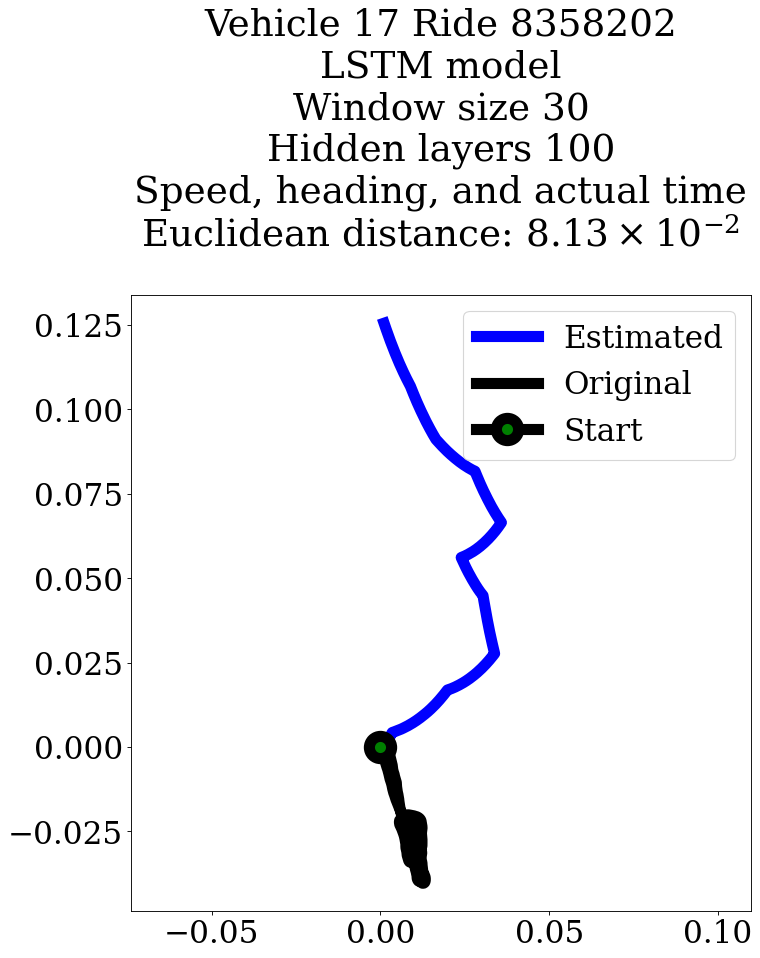 Vehicle 17 Ride 8358202
LSTM model
Window size 30
Hidden layers 100
Speed, heading, and actual time
Euclidean distance: 8.13 × 10⁻²
Estimated
Original
Start
0.125
0.100
0.075
0.050
0.025
0.000
−0.025
−0.05 0.00 0.05 0.10